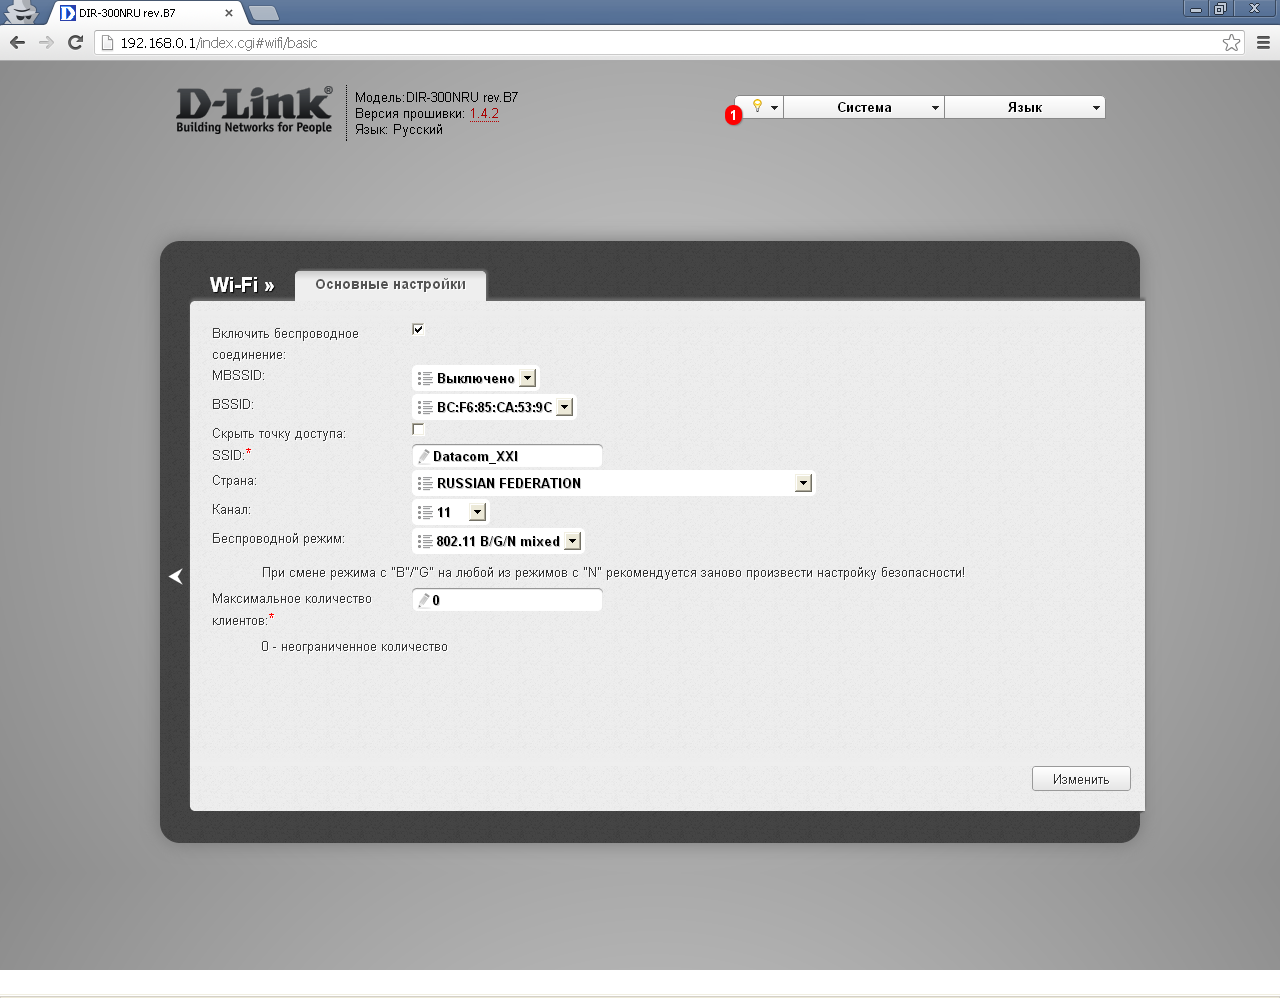 DIR-300NRU rev.B7
192.168.0.1/index.cgi#wifi/basic
D-Link®
Building Networks for People
Модель:DIR-300NRU rev.B7
Версия прошивки: 1.4.2
Язык: Русский
1
Система
Язык
Wi-Fi »
Основные настройки
Включить беспроводное
соединение:
MBSSID:
Выключено
BSSID:
BC:F6:85:CA:53:9C
Скрыть точку доступа:
SSID:*
Datacom_XXI
Страна:
RUSSIAN FEDERATION
Канал:
11
Беспроводной режим:
802.11 B/G/N mixed
При смене режима с "B"/"G" на любой из режимов с "N" рекомендуется заново произвести настройку безопасности!
Максимальное количество
клиентов:*
0
0 - неограниченное количество
Изменить